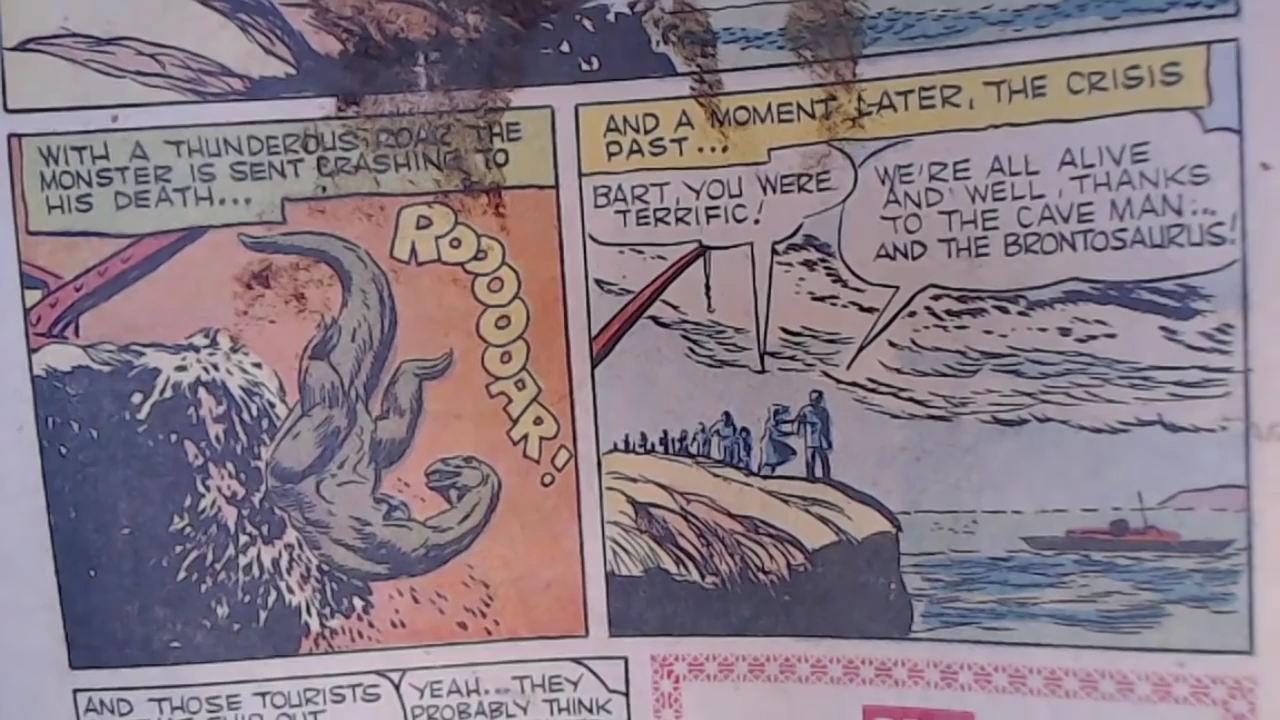 WITH A THUNDEROUS ROAR THE
MONSTER IS SENT CRASHING TO
HIS DEATH...
ROOOOOAR!
AND A MOMENT LATER, THE CRISIS
PAST...
BART, YOU WERE
TERRIFIC!
WE'RE ALL ALIVE
AND WELL, THANKS
TO THE CAVE MAN...
AND THE BRONTOSAURUS!
AND THOSE TOURISTS
SHIP OUT
YEAH...THEY
PROBABLY THINK